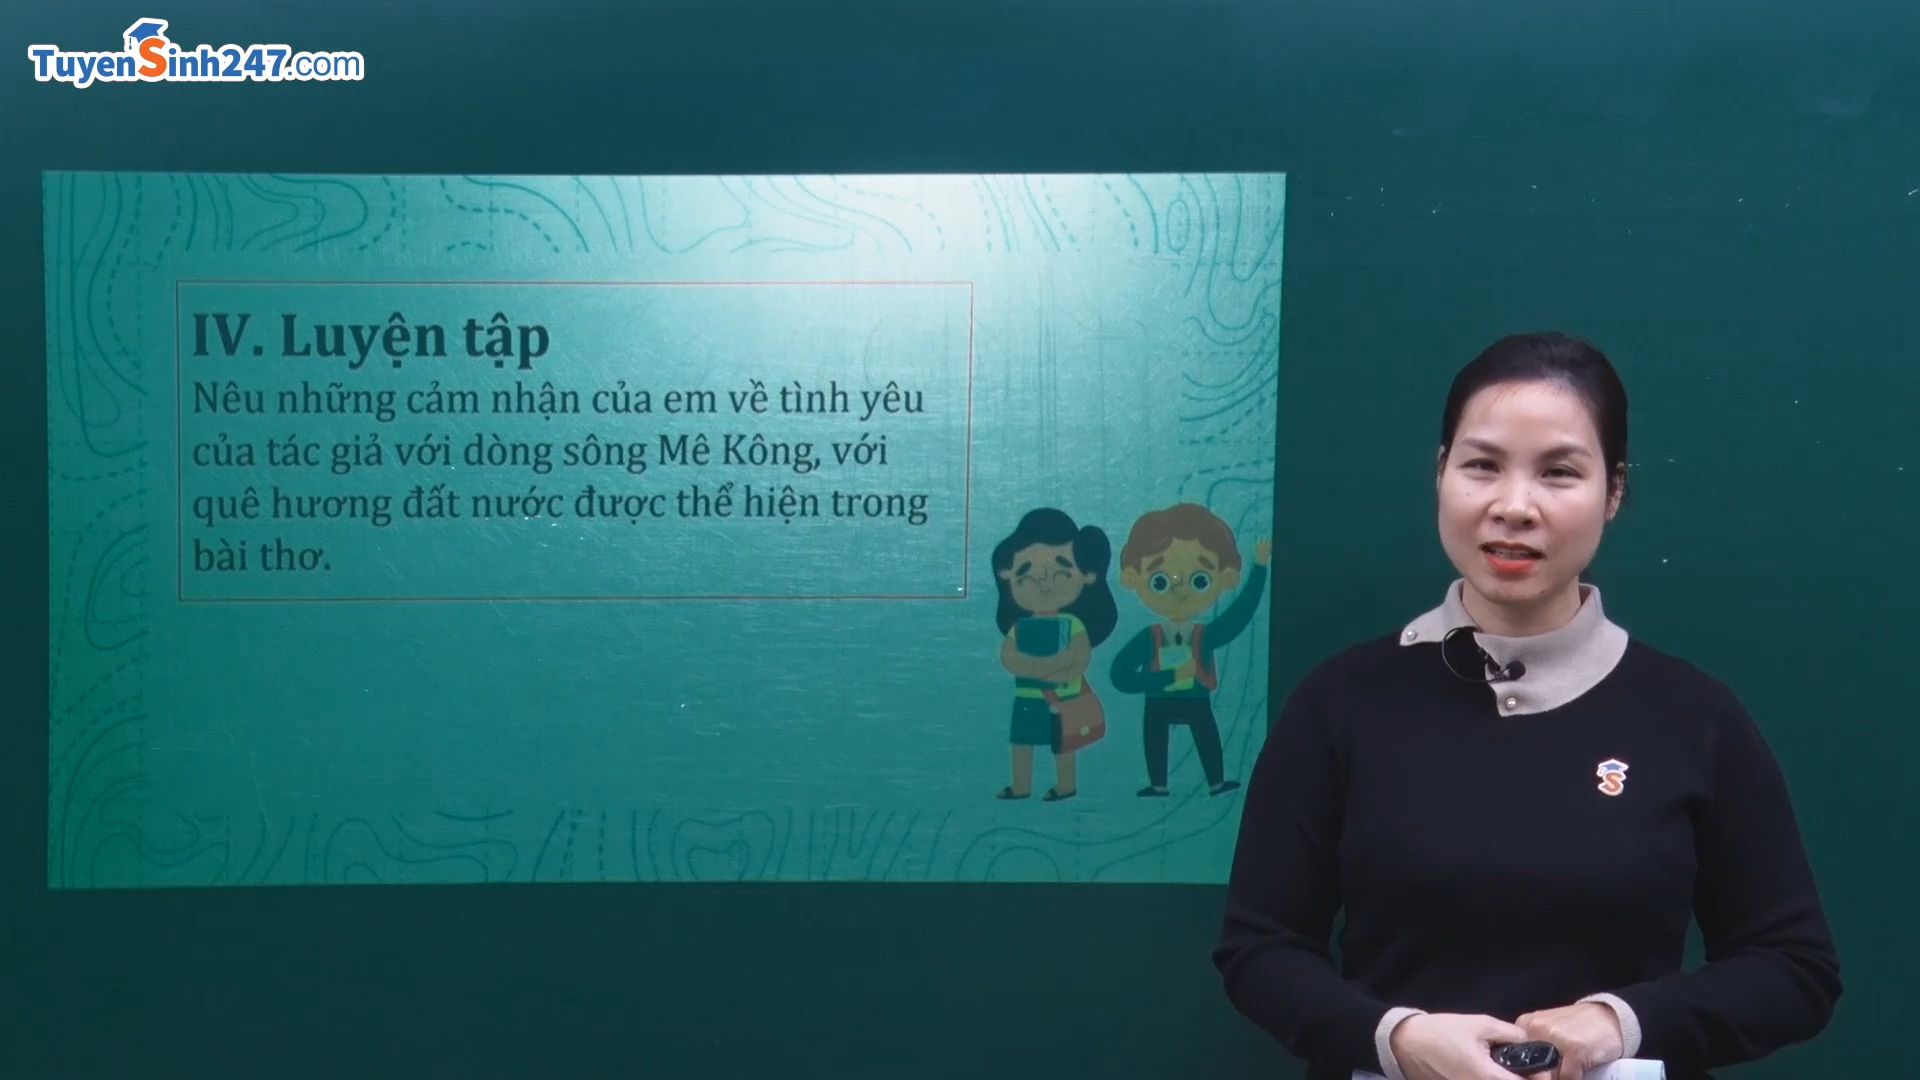 TuyenSinh247.com
IV. Luyện tập
Nêu những cảm nhận của em về tình yêu
của tác giả với dòng sông Mê Kông, với
quê hương đất nước được thể hiện trong
bài thơ.
S